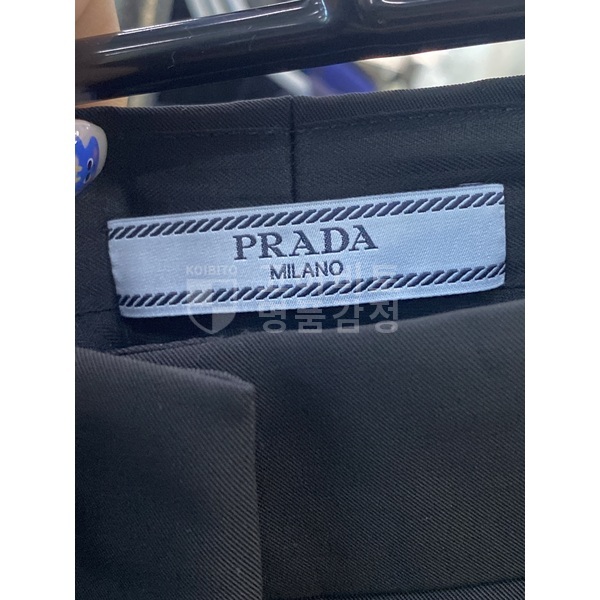 PRADA
MILANO
KOIBITO
명품감정